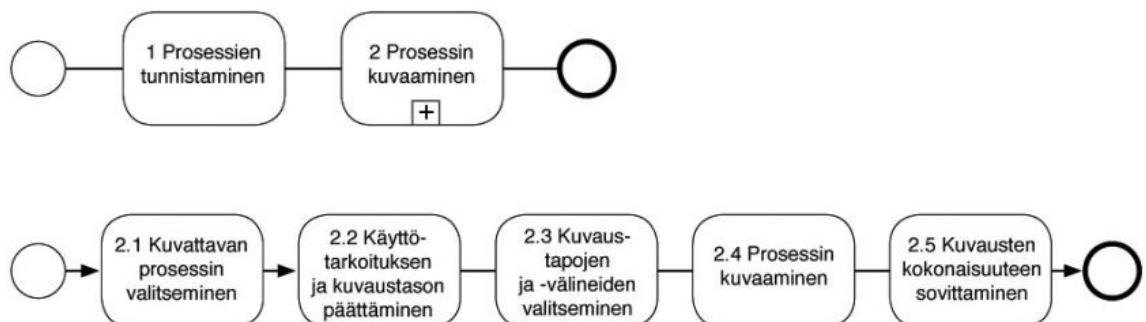 1 Prosessien
tunnistaminen
2 Prosessin
kuvaaminen
+
2.1 Kuvattavan
prosessin
valitseminen
2.2 Käyttö-
tarkoituksen
ja kuvaustason
päättäminen
2.3 Kuvaus-
tapojen
ja -välineiden
valitseminen
2.4 Prosessin
kuvaaminen
2.5 Kuvausten
kokonaisuuteen
sovittaminen